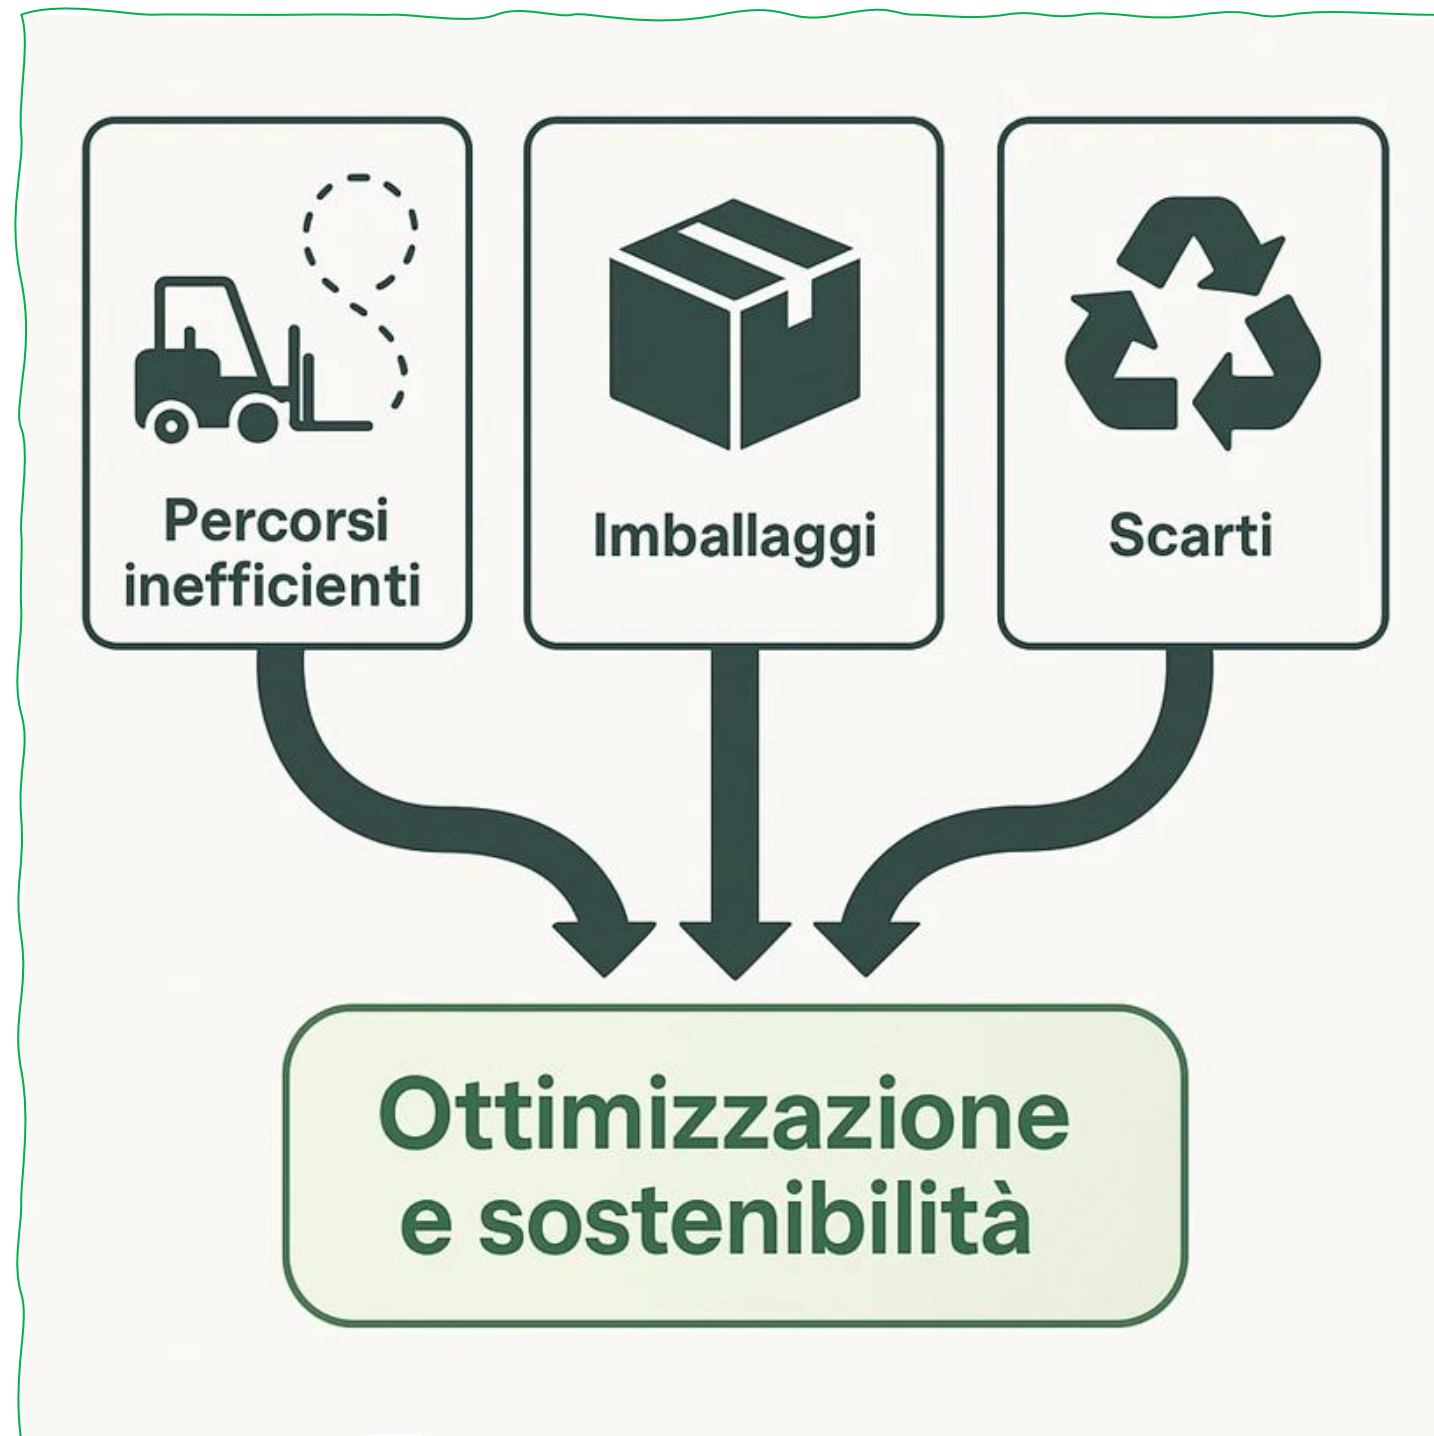 Percorsi
inefficienti
Imballaggi
Scarti
Ottimizzazione
e sostenibilità